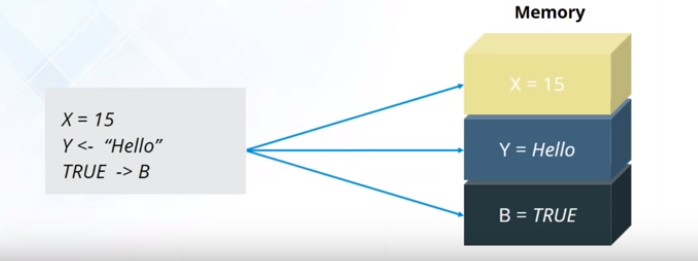 Memory
X = 15
Y <- “Hello”
TRUE -> B
X = 15
Y = Hello
B = TRUE